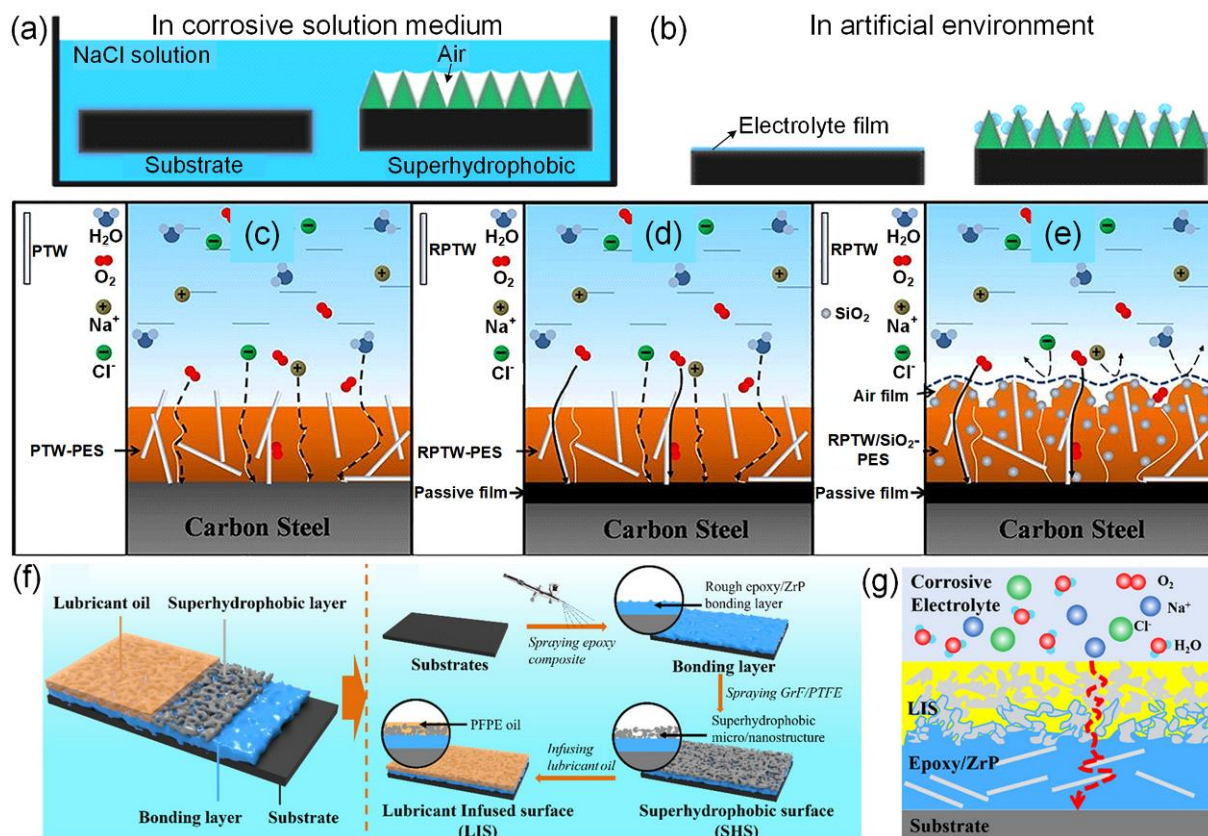 (a)
In corrosive solution medium
NaCl solution
Air
Substrate
Superhydrophobic
(b)
In artificial environment
Electrolyte film
PTW
H₂O
O₂
Na⁺
Cl⁻
PTW-PES
(c)
Carbon Steel
RPTW
H₂O
O₂
Na⁺
Cl⁻
RPTW-PES
Passive film
(d)
Carbon Steel
RPTW
H₂O
O₂
SiO₂
Na⁺
Cl⁻
Air film
RPTW/SiO₂-
PES
Passive film
(e)
Carbon Steel
(f)
Lubricant oil
Superhydrophobic layer
Bonding layer
Substrate
Substrates
Spraying epoxy
composite
Rough epoxy/ZrP
bonding layer
Bonding layer
Spraying GrF/PTFE
Superhydrophobic
micro/nanostructure
Superhydrophobic surface
(SHS)
Infusing
lubricant oil
PFPE oil
Lubricant Infused surface
(LIS)
(g)
Corrosive
Electrolyte
O₂
Na⁺
Cl⁻
H₂O
LIS
Epoxy/ZrP
Substrate